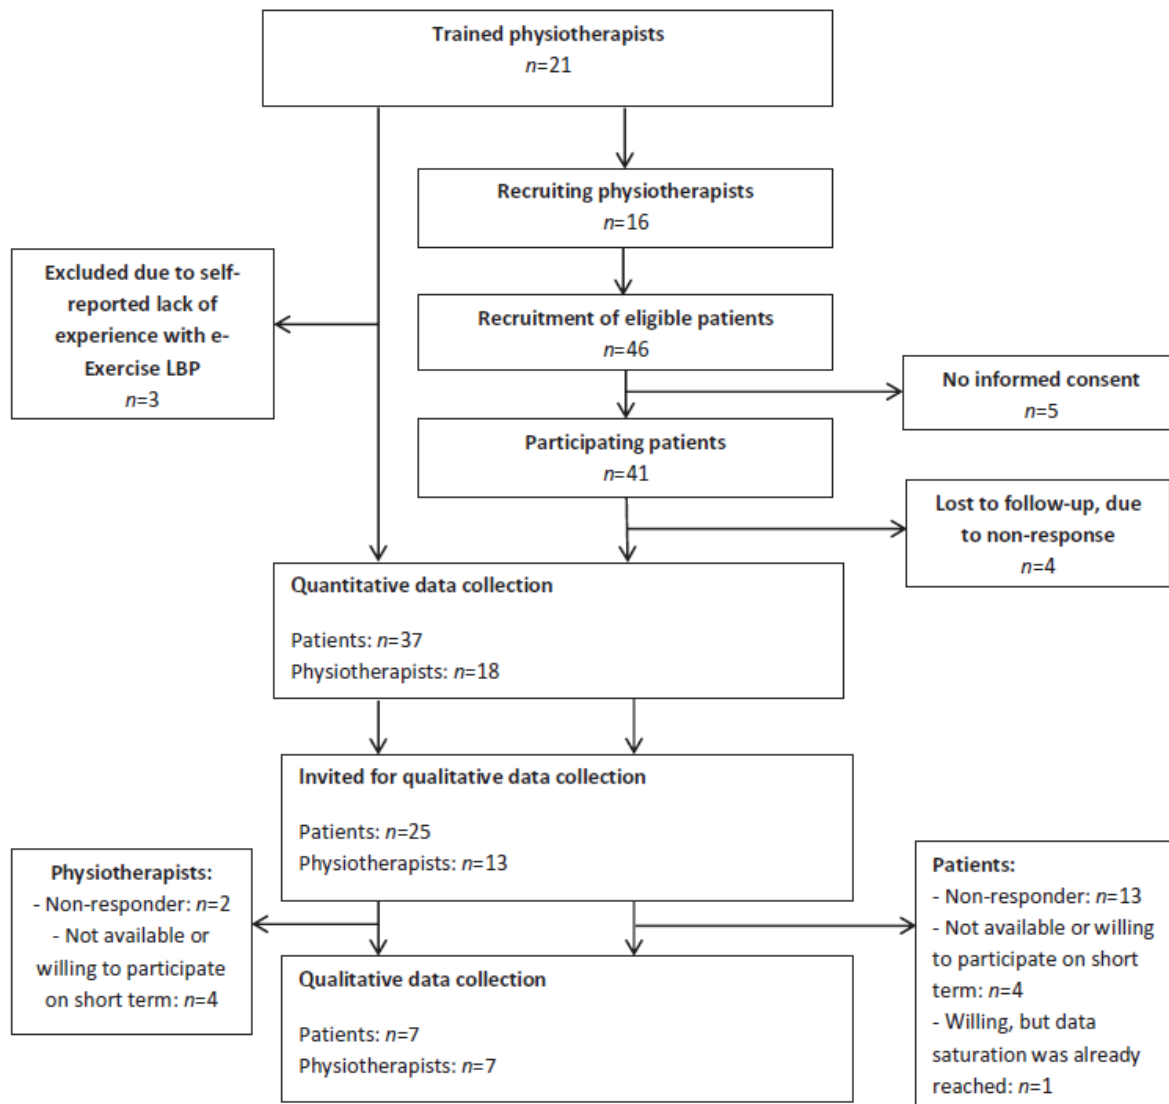 Trained physiotherapists
n=21
Recruiting physiotherapists
n=16
Excluded due to self-
reported lack of
experience with e-
Exercise LBP
n=3
Recruitment of eligible patients
n=46
No informed consent
n=5
Participating patients
n=41
Lost to follow-up, due
to non-response
n=4
Quantitative data collection
Patients: n=37
Physiotherapists: n=18
Invited for qualitative data collection
Patients: n=25
Physiotherapists: n=13
Physiotherapists:
- Non-responder: n=2
- Not available or
willing to participate
on short term: n=4
Patients:
- Non-responder: n=13
- Not available or willing
to participate on short
term: n=4
- Willing, but data
saturation was already
reached: n=1
Qualitative data collection
Patients: n=7
Physiotherapists: n=7